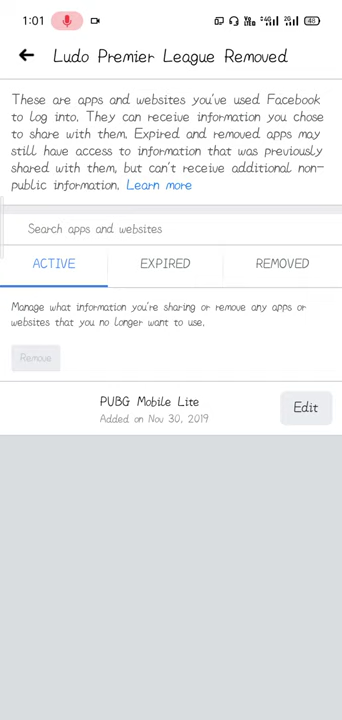 1:01
48
Ludo Premier League Removed
These are apps and websites you've used Facebook
to log into. They can receive information you chose
to share with them. Expired and removed apps may
still have access to information that was previously
shared with them, but can't receive additional non-
public information. Learn more
Search apps and websites
ACTIVE EXPIRED REMOVED
Manage what information you're sharing or remove any apps or
websites that you no longer want to use.
Remove
PUBG Mobile Lite
Edit
Added on Nov 30, 2019